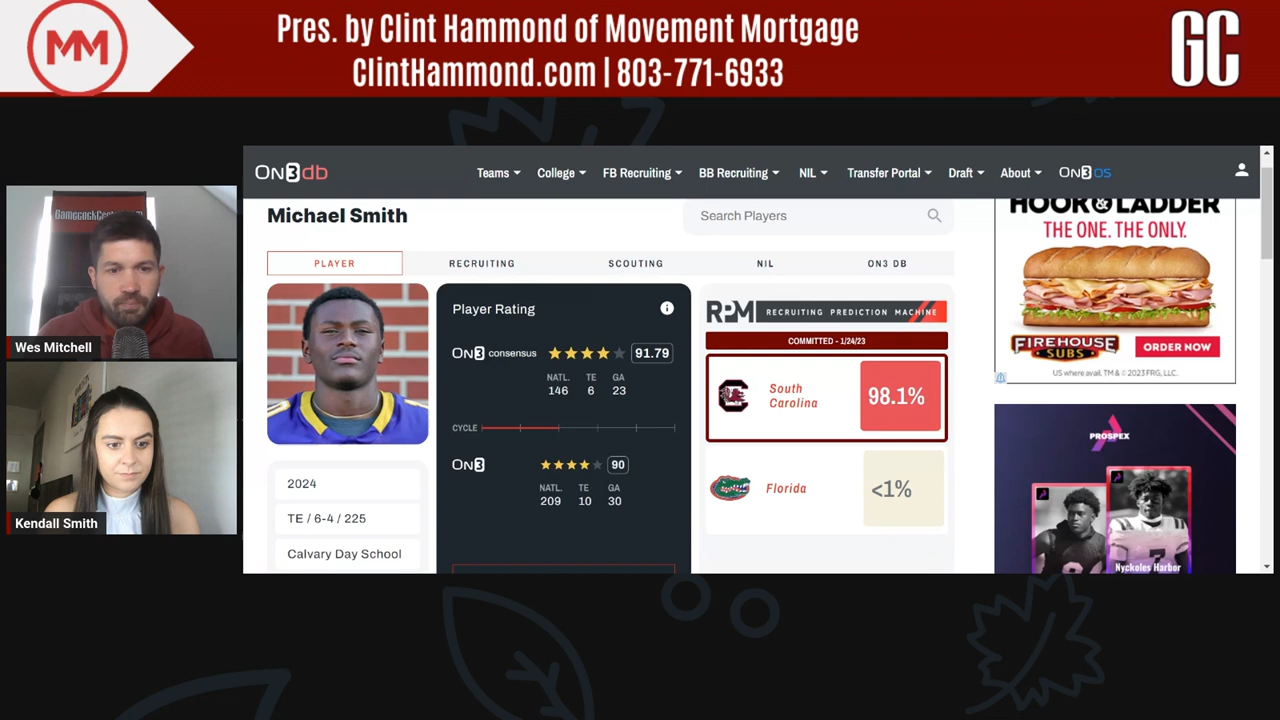 MM
Pres. by Clint Hammond of Movement Mortgage
ClintHammond.com | 803-771-6933
GC
On3db
Teams
College
FB Recruiting
BB Recruiting
NIL
Transfer Portal
Draft
About
On3 OS
Michael Smith
Search Players
PLAYER
RECRUITING
SCOUTING
NIL
ON3 DB
Player Rating
On3 consensus
91.79
NATL. TE GA
146 6 23
CYCLE
On3
90
NATL. TE GA
209 10 30
2024
TE / 6-4 / 225
Calvary Day School
RPM RECRUITING PREDICTION MACHINE
COMMITTED - 1/24/23
South
Carolina
98.1%
Florida
<1%
HOOK & LADDER
THE ONE. THE ONLY.
FIREHOUSE
SUBS
ORDER NOW
US where avail. TM & © 2023 FRG, LLC.
PROSPEX
Nyckoles Harbor
Wes Mitchell
Kendall Smith